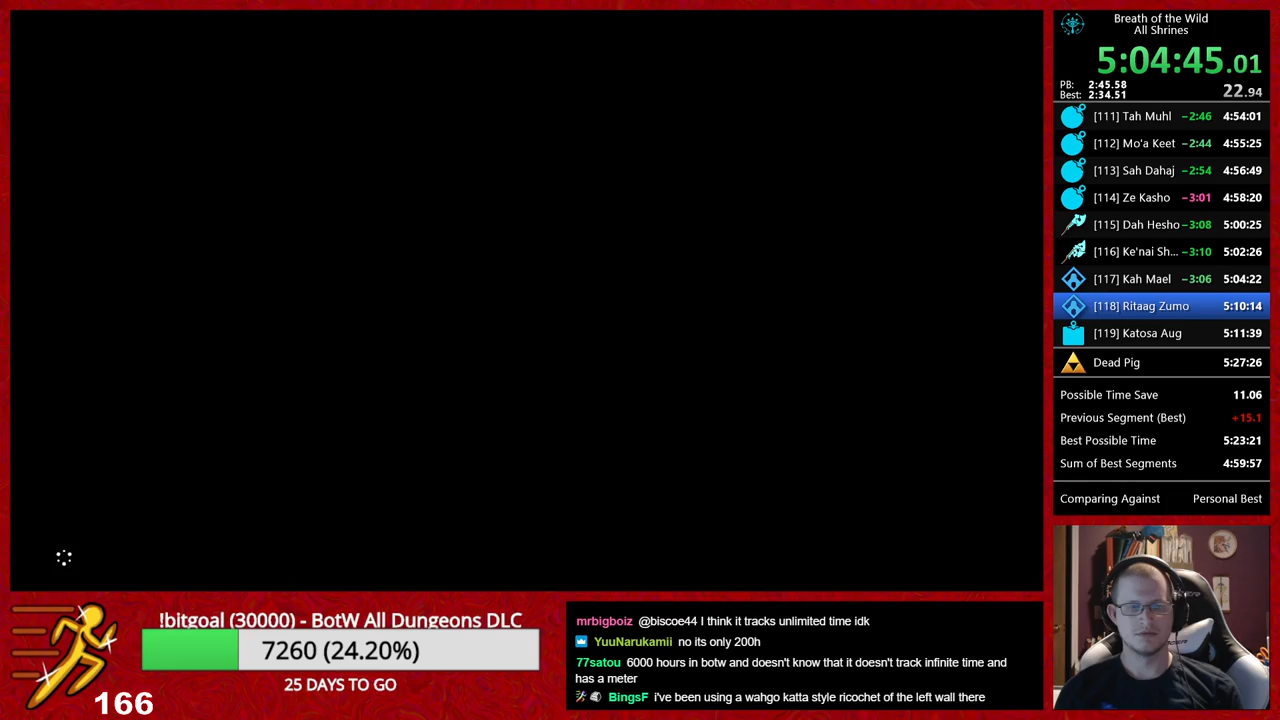 Breath of the Wild
All Shrines
5:04:45.01
PB: 2:45.58
Best: 2:34.51
22.94
[111] Tah Muhl −2:46 4:54:01
[112] Mo'a Keet −2:44 4:55:25
[113] Sah Dahaj −2:54 4:56:49
[114] Ze Kasho −3:01 4:58:20
[115] Dah Hesho −3:08 5:00:25
[116] Ke'nai Sh... −3:10 5:02:26
[117] Kah Mael −3:06 5:04:22
[118] Ritaag Zumo 5:10:14
[119] Katosa Aug 5:11:39
Dead Pig 5:27:26
Possible Time Save 11.06
Previous Segment (Best) +15.1
Best Possible Time 5:23:21
Sum of Best Segments 4:59:57
Comparing Against Personal Best
!bitgoal (30000) - BotW All Dungeons DLC
7260 (24.20%)
25 DAYS TO GO
166
mrbigboiz @biscoe44 I think it tracks unlimited time idk
YuuNarukamii no its only 200h
77satou 6000 hours in botw and doesn't know that it doesn't track infinite time and
has a meter
BingsF i've been using a wahgo katta style ricochet of the left wall there